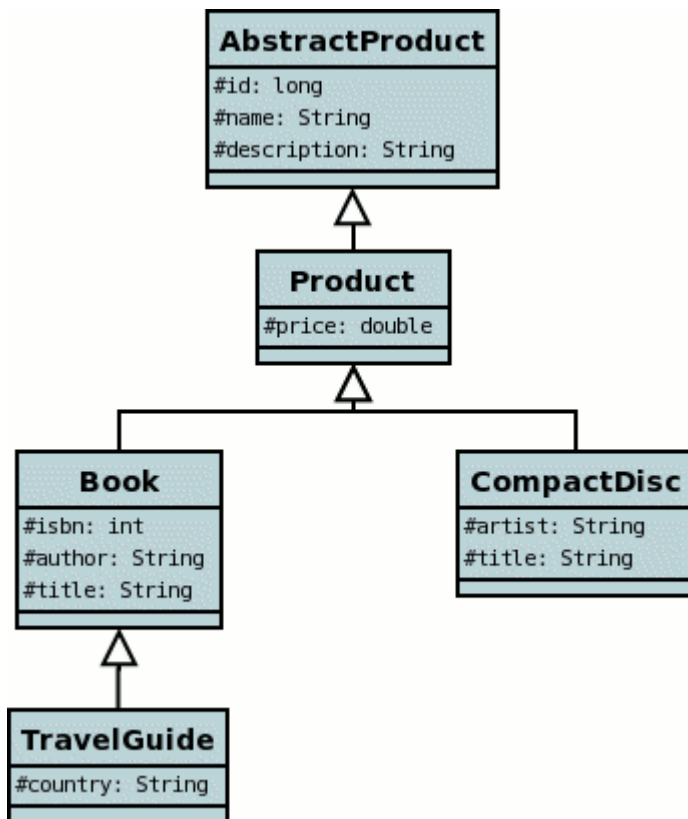 AbstractProduct
#id: long
#name: String
#description: String
Product
#price: double
Book
#isbn: int
#author: String
#title: String
CompactDisc
#artist: String
#title: String
TravelGuide
#country: String